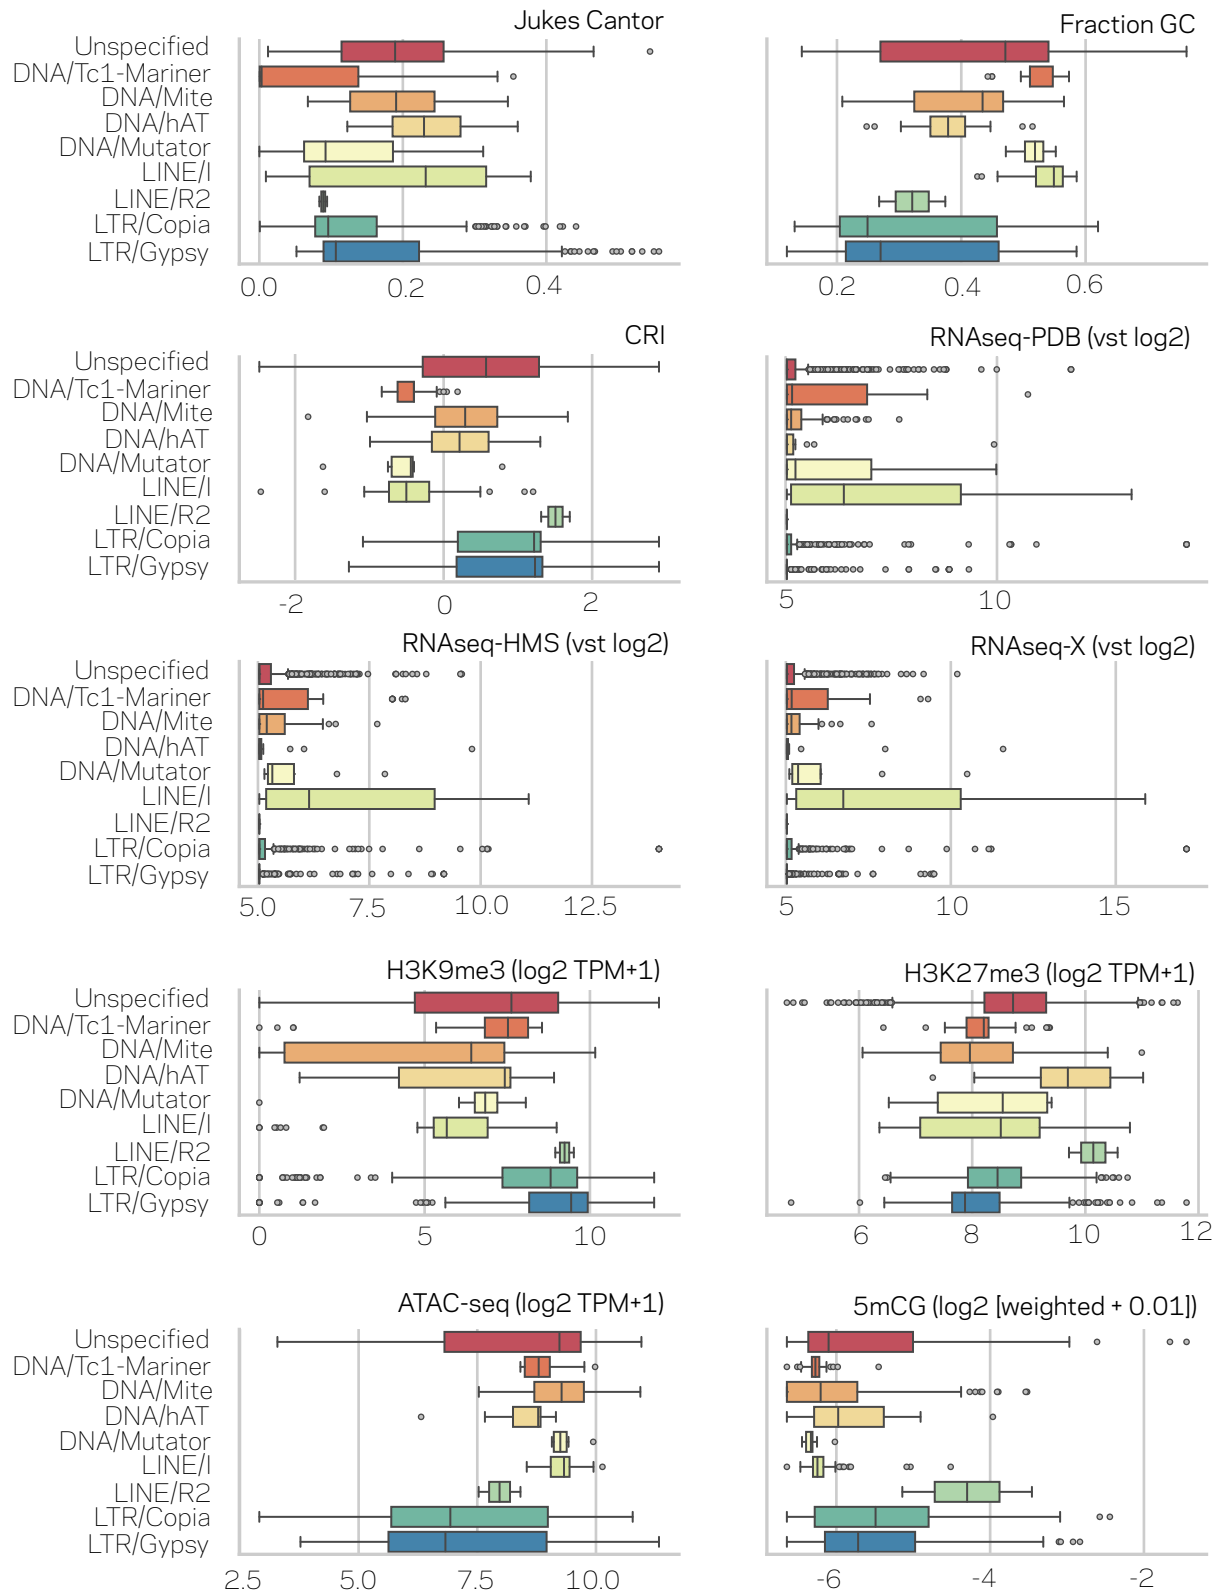 Jukes Cantor
Fraction GC
Unspecified
DNA/Tc1-Mariner
DNA/Mite
DNA/hAT
DNA/Mutator
LINE/I
LINE/R2
LTR/Copia
LTR/Gypsy
0.0 0.2 0.4
0.2 0.4 0.6
CRI
RNAseq-PDB (vst log2)
Unspecified
DNA/Tc1-Mariner
DNA/Mite
DNA/hAT
DNA/Mutator
LINE/I
LINE/R2
LTR/Copia
LTR/Gypsy
-2 0 2
5 10
RNAseq-HMS (vst log2)
RNAseq-X (vst log2)
Unspecified
DNA/Tc1-Mariner
DNA/Mite
DNA/hAT
DNA/Mutator
LINE/I
LINE/R2
LTR/Copia
LTR/Gypsy
5.0 7.5 10.0 12.5
5 10 15
H3K9me3 (log2 TPM+1)
H3K27me3 (log2 TPM+1)
Unspecified
DNA/Tc1-Mariner
DNA/Mite
DNA/hAT
DNA/Mutator
LINE/I
LINE/R2
LTR/Copia
LTR/Gypsy
0 5 10
6 8 10 12
ATAC-seq (log2 TPM+1)
5mCG (log2 [weighted + 0.01])
Unspecified
DNA/Tc1-Mariner
DNA/Mite
DNA/hAT
DNA/Mutator
LINE/I
LINE/R2
LTR/Copia
LTR/Gypsy
2.5 5.0 7.5 10.0
-6 -4 -2